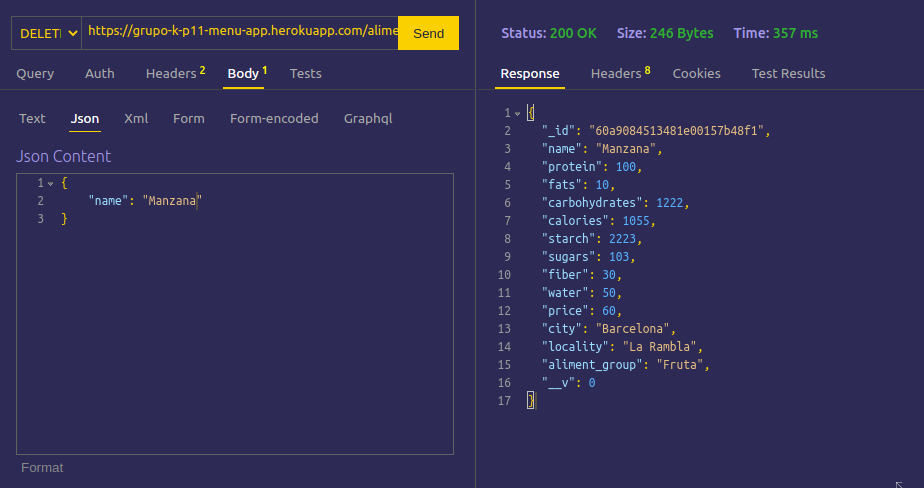 DELETE https://grupo-k-p11-menu-app.herokuapp.com/alime Send
Query Auth Headers 2 Body 1 Tests
Text Json Xml Form Form-encoded Graphql
Json Content
1 {
2 "name": "Manzana"
3 }
Format
Status: 200 OK Size: 246 Bytes Time: 357 ms
Response Headers 8 Cookies Test Results
1 {
2 "_id": "60a9084513481e00157b48f1",
3 "name": "Manzana",
4 "protein": 100,
5 "fats": 10,
6 "carbohydrates": 1222,
7 "calories": 1055,
8 "starch": 2223,
9 "sugars": 103,
10 "fiber": 30,
11 "water": 50,
12 "price": 60,
13 "city": "Barcelona",
14 "locality": "La Rambla",
15 "aliment_group": "Fruta",
16 "__v": 0
17 }